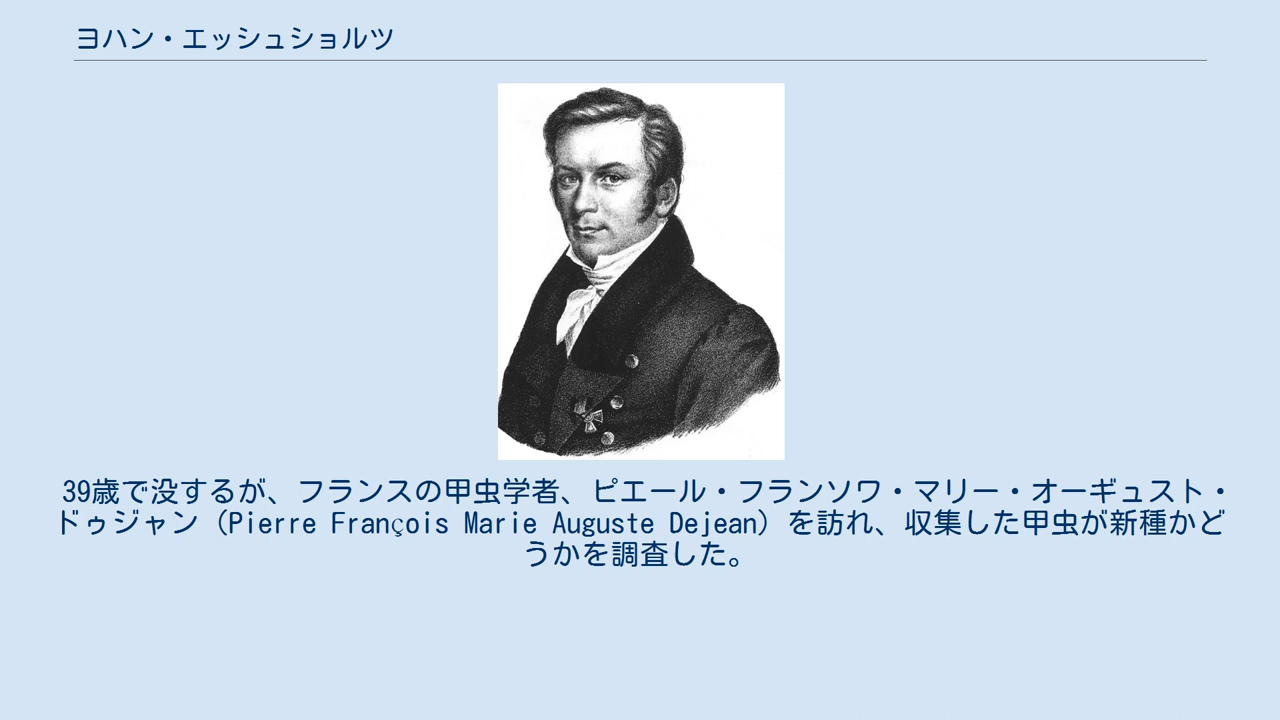 ヨハン・エッシュショルツ
39歳で没するが、フランスの甲虫学者、ピエール・フランソワ・マリー・オーギュスト・
ドゥジャン（Pierre François Marie Auguste Dejean）を訪れ、収集した甲虫が新種かど
うかを調査した。